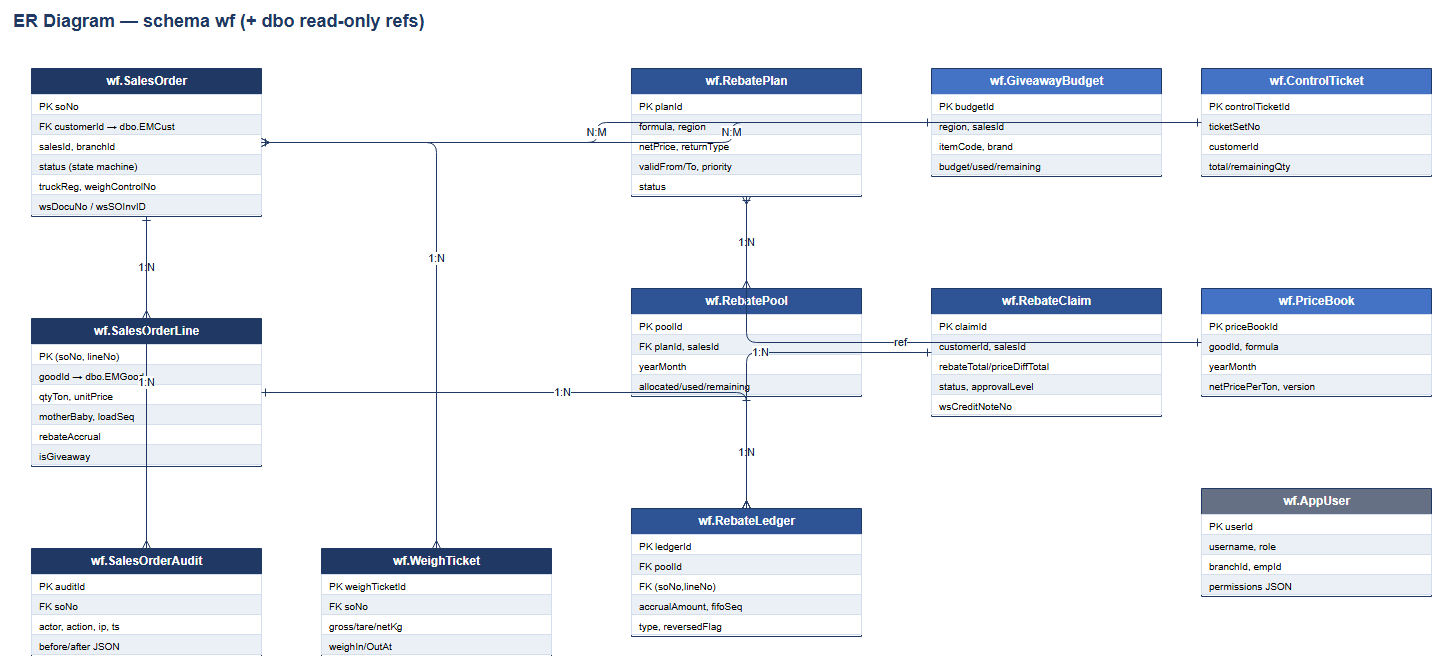 ER Diagram — schema wf (+ dbo read-only refs)
wf.SalesOrder
PK soNo
FK customerId → dbo.EMCust
salesId, branchId
status (state machine)
truckReg, weighControlNo
wsDocuNo / wsSOInvID
wf.RebatePlan
PK planId
formula, region
netPrice, returnType
validFrom/To, priority
status
wf.GiveawayBudget
PK budgetId
region, salesId
itemCode, brand
budget/used/remaining
wf.ControlTicket
PK controlTicketId
ticketSetNo
customerId
total/remainingQty
N:M
N:M
1:N
1:N
1:N
wf.SalesOrderLine
PK (soNo, lineNo)
goodId → dbo.EMGood
1:N
qtyTon, unitPrice
motherBaby, loadSeq
rebateAccrual
isGiveaway
wf.RebatePool
PK poolId
FK planId, salesId
yearMonth
allocated/used/remaining
wf.RebateClaim
PK claimId
customerId, salesId
rebateTotal/priceDiffTotal
status, approvalLevel
wsCreditNoteNo
wf.PriceBook
PK priceBookId
goodId, formula
yearMonth
netPricePerTon, version
ref
1:N
1:N
1:N
wf.SalesOrderAudit
PK auditId
FK soNo
actor, action, ip, ts
before/after JSON
wf.WeighTicket
PK weighTicketId
FK soNo
gross/tare/netKg
weighIn/OutAt
wf.RebateLedger
PK ledgerId
FK poolId
FK (soNo,lineNo)
accrualAmount, fifoSeq
type, reversedFlag
wf.AppUser
PK userId
username, role
branchId, empId
permissions JSON